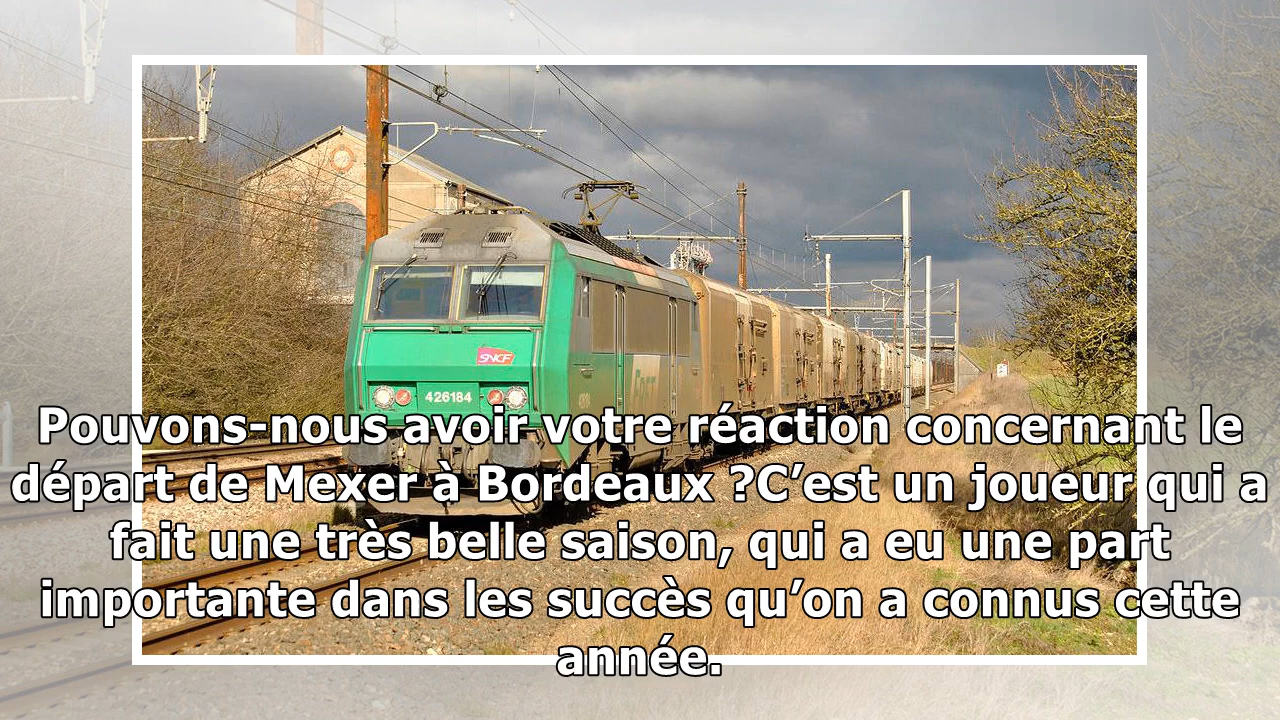 SNCF
426184
Pouvons-nous avoir votre réaction concernant le
départ de Mexer à Bordeaux ?C’est un joueur qui a
fait une très belle saison, qui a eu une part
importante dans les succès qu’on a connus cette
année.